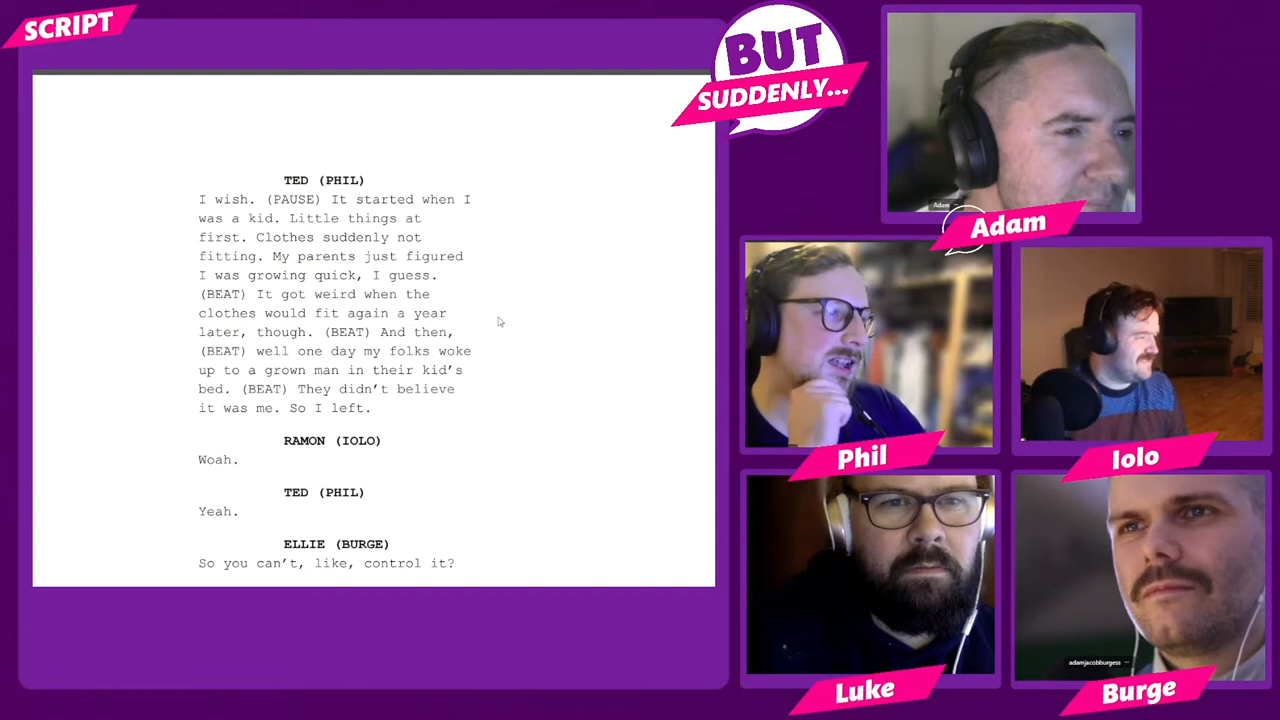 SCRIPT
BUT
SUDDENLY...
TED (PHIL)
I wish. (PAUSE) It started when I
was a kid. Little things at
first. Clothes suddenly not
fitting. My parents just figured
I was growing quick, I guess.
(BEAT) It got weird when the
clothes would fit again a year
later, though. (BEAT) And then,
(BEAT) well one day my folks woke
up to a grown man in their kid's
bed. (BEAT) They didn't believe
it was me. So I left.
RAMON (IOLO)
Woah.
TED (PHIL)
Yeah.
ELLIE (BURGE)
So you can't, like, control it?
Adam
Adam
Phil
Iolo
Luke
adamjacobburgess
Burge